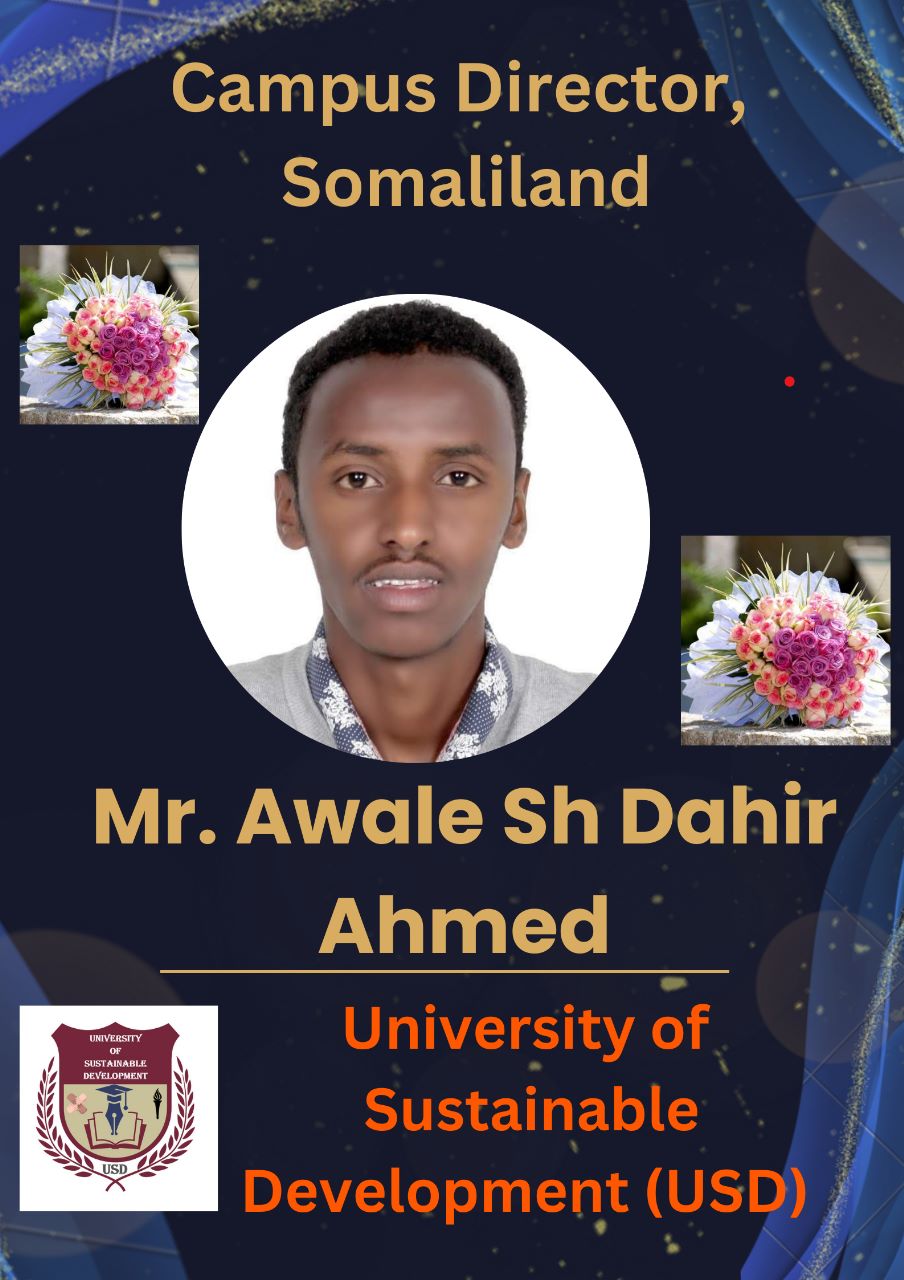 Campus Director,
Somaliland
Mr. Awale Sh Dahir
Ahmed
University of
Sustainable
Development (USD)
UNIVERSITY
OF
SUSTAINABLE
DEVELOPMENT
USD